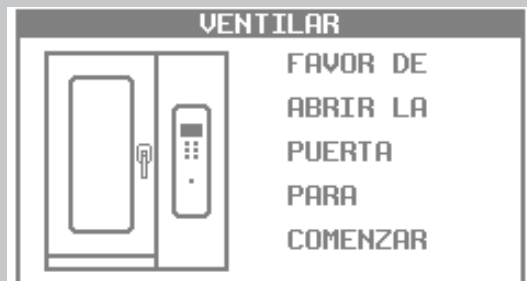 VENTILAR
FAVOR DE
ABRIR LA
PUERTA
PARA
COMENZAR